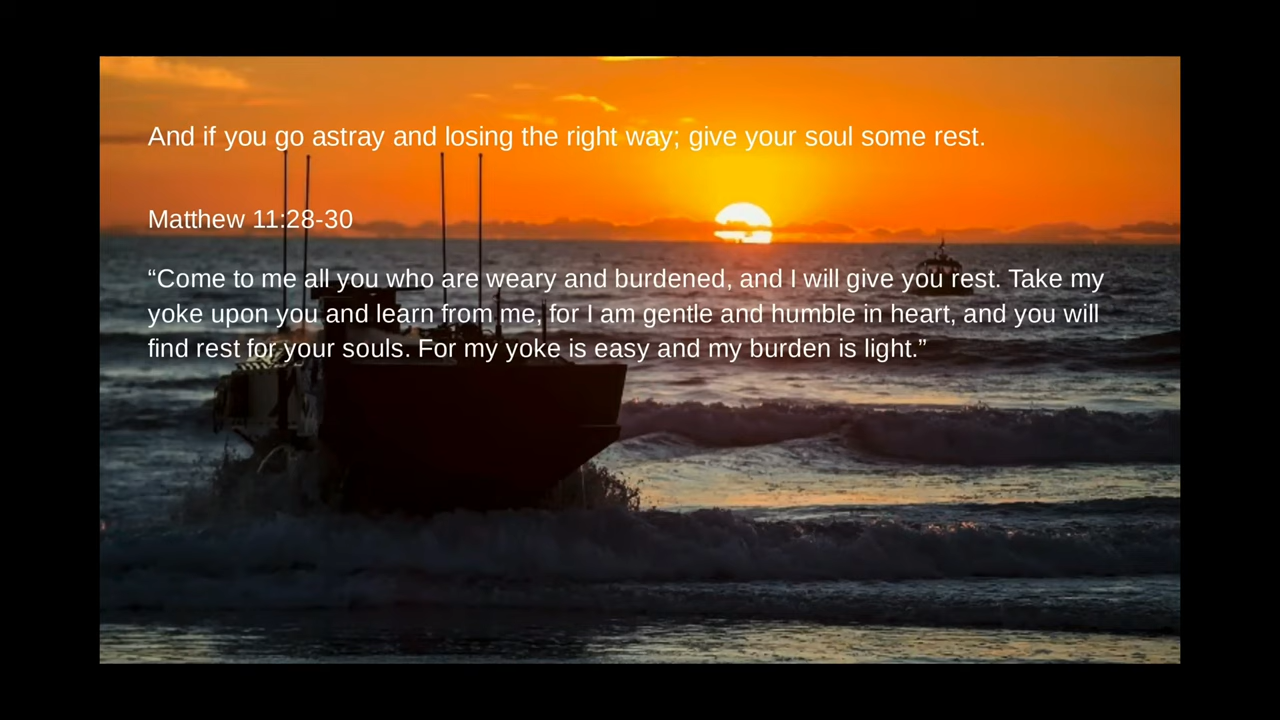 And if you go astray and losing the right way; give your soul some rest.
Matthew 11:28-30
“Come to me all you who are weary and burdened, and I will give you rest. Take my
yoke upon you and learn from me, for I am gentle and humble in heart, and you will
find rest for your souls. For my yoke is easy and my burden is light.”